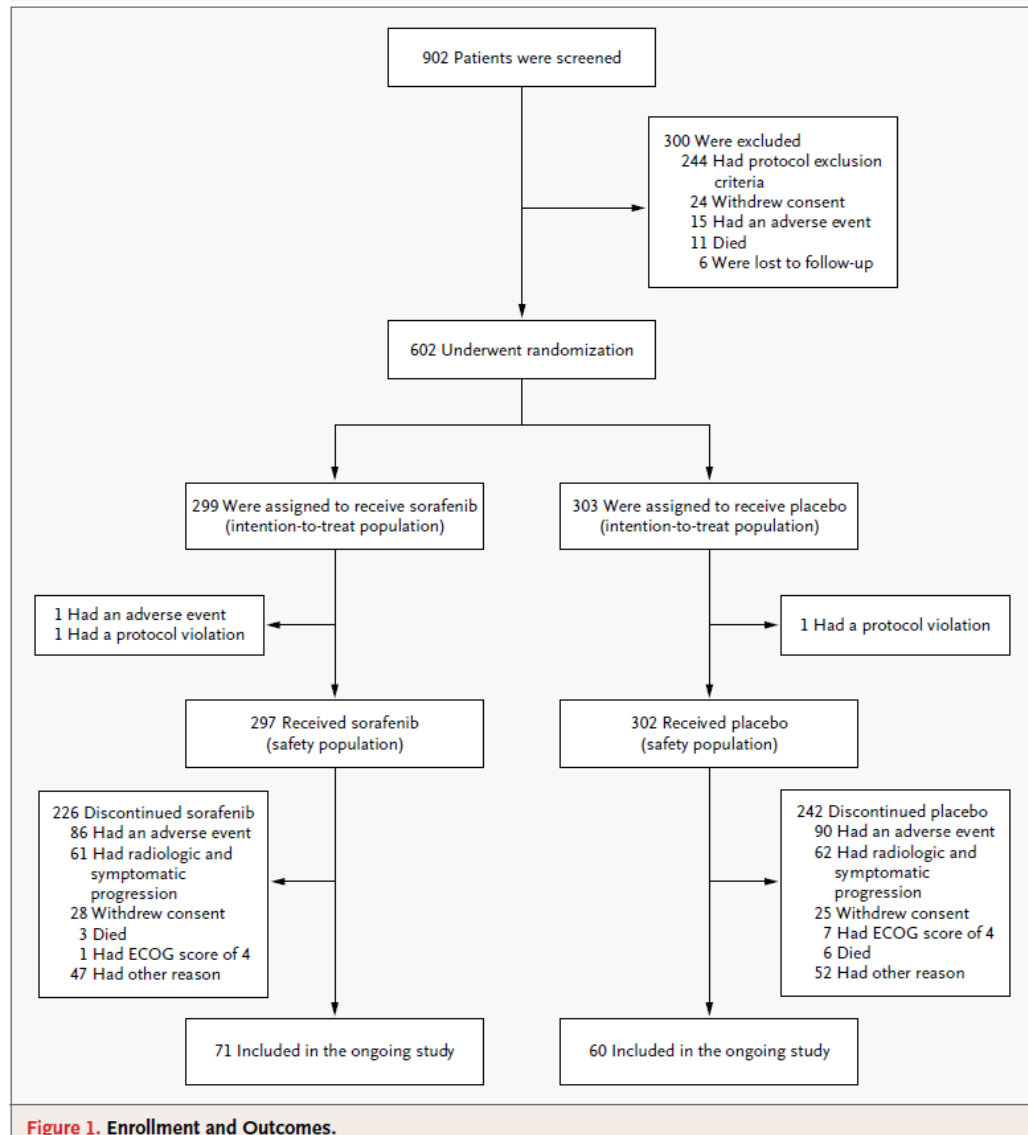 902 Patients were screened
300 Were excluded
244 Had protocol exclusion
criteria
24 Withdrew consent
15 Had an adverse event
11 Died
6 Were lost to follow-up
602 Underwent randomization
299 Were assigned to receive sorafenib
(intention-to-treat population)
303 Were assigned to receive placebo
(intention-to-treat population)
1 Had an adverse event
1 Had a protocol violation
1 Had a protocol violation
297 Received sorafenib
(safety population)
302 Received placebo
(safety population)
226 Discontinued sorafenib
86 Had an adverse event
61 Had radiologic and
symptomatic
progression
28 Withdrew consent
3 Died
1 Had ECOG score of 4
47 Had other reason
242 Discontinued placebo
90 Had an adverse event
62 Had radiologic and
symptomatic
progression
25 Withdrew consent
7 Had ECOG score of 4
6 Died
52 Had other reason
71 Included in the ongoing study
60 Included in the ongoing study
Figure 1. Enrollment and Outcomes.